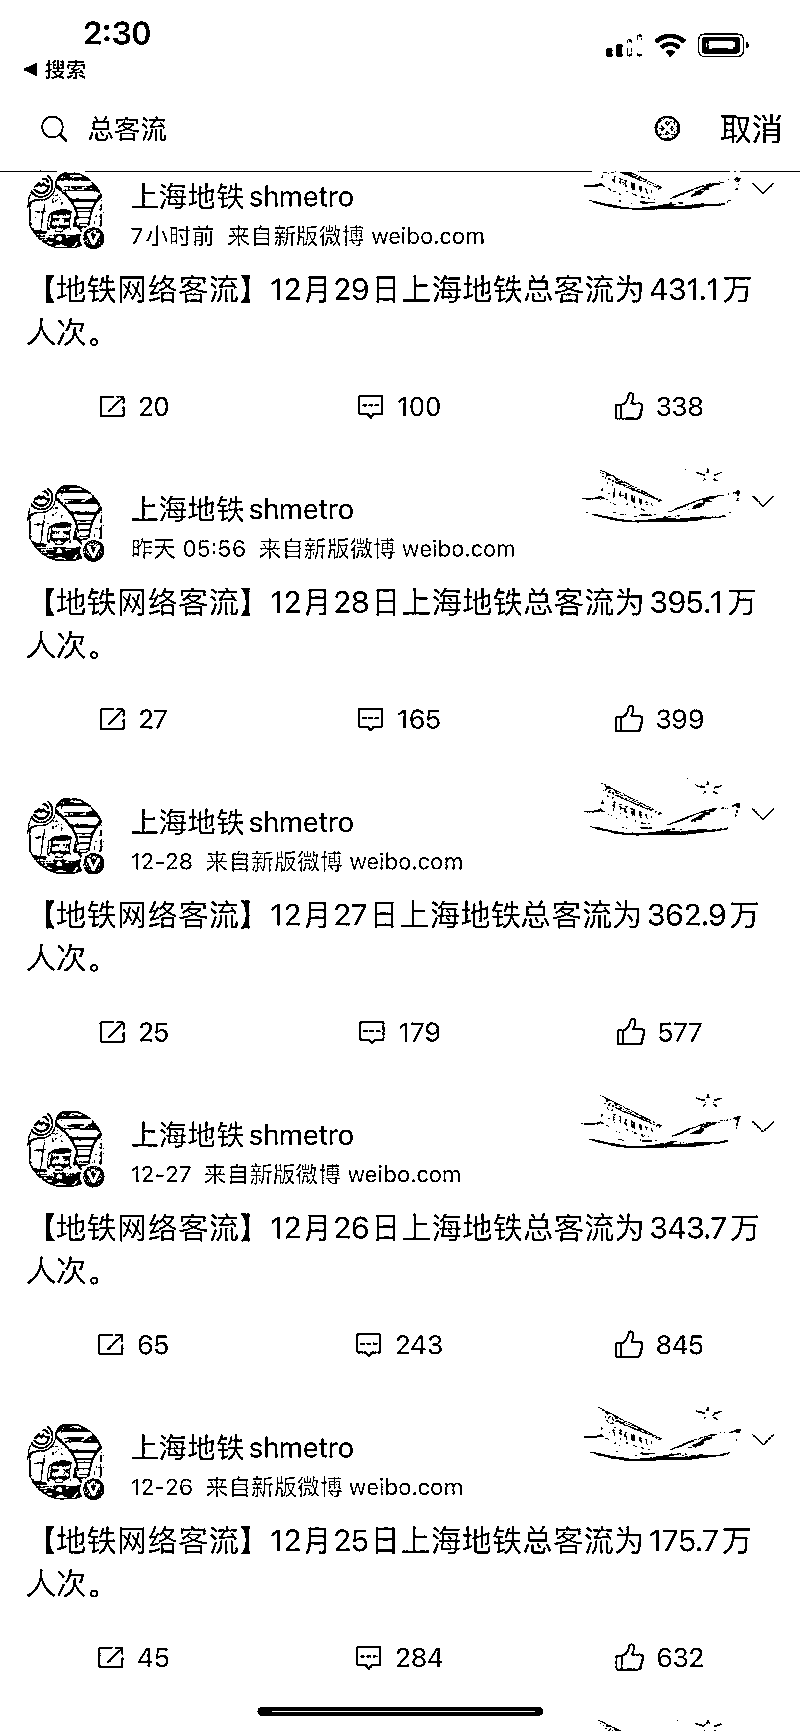 2:30
搜索
总客流 取消
上海地铁shmetro
7小时前 来自新版微博 weibo.com
【地铁网络客流】12月29日上海地铁总客流为431.1万
人次。
20 100 338
上海地铁shmetro
昨天 05:56 来自新版微博 weibo.com
【地铁网络客流】12月28日上海地铁总客流为395.1万
人次。
27 165 399
上海地铁shmetro
12-28 来自新版微博 weibo.com
【地铁网络客流】12月27日上海地铁总客流为362.9万
人次。
25 179 577
上海地铁shmetro
12-27 来自新版微博 weibo.com
【地铁网络客流】12月26日上海地铁总客流为343.7万
人次。
65 243 845
上海地铁shmetro
12-26 来自新版微博 weibo.com
【地铁网络客流】12月25日上海地铁总客流为175.7万
人次。
45 284 632